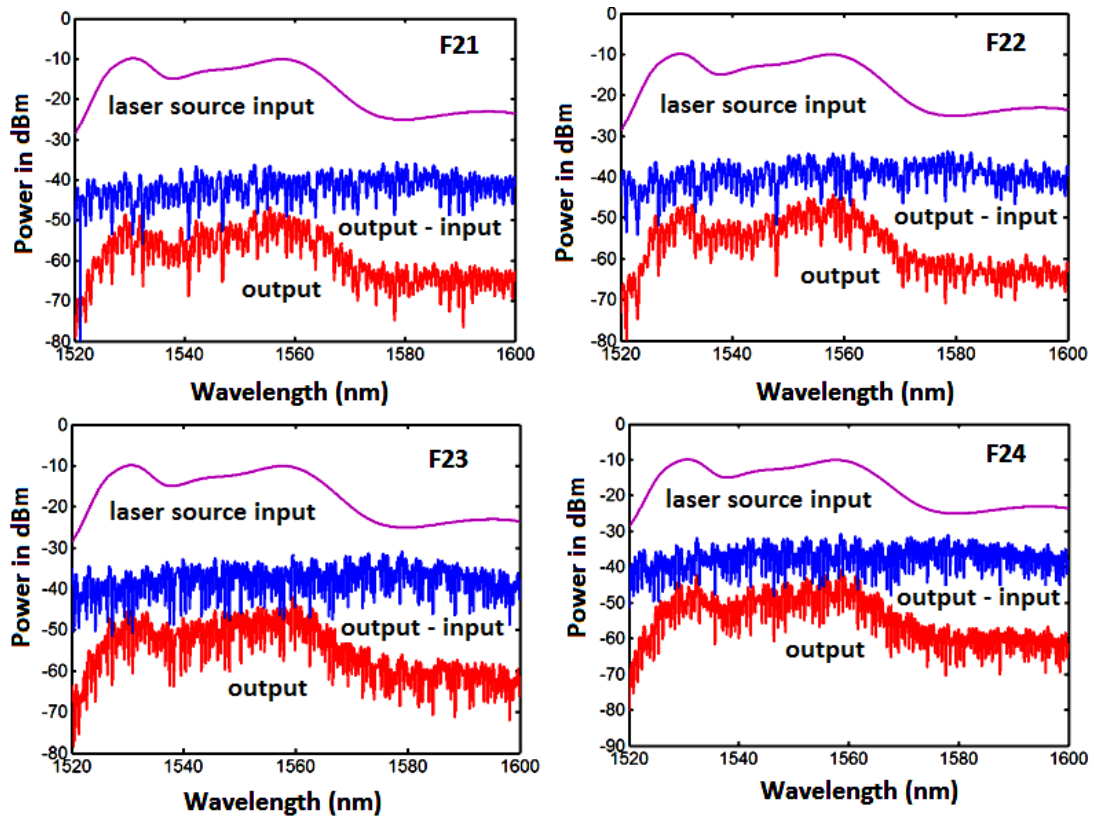 F21
laser source input
output - input
output
Power in dBm
0
-10
-20
-30
-40
-50
-60
-70
-80
1520
1540
1560
1580
1600
Wavelength (nm)
F22
laser source input
output - input
output
Power in dBm
0
-10
-20
-30
-40
-50
-60
-70
-80
1520
1540
1560
1580
1600
Wavelength (nm)
F23
laser source input
output - input
output
Power in dBm
0
-10
-20
-30
-40
-50
-60
-70
-80
1520
1540
1560
1580
1600
Wavelength (nm)
F24
laser source input
output - input
output
Power in dBm
0
-10
-20
-30
-40
-50
-60
-70
-80
-90
1520
1540
1560
1580
1600
Wavelength (nm)